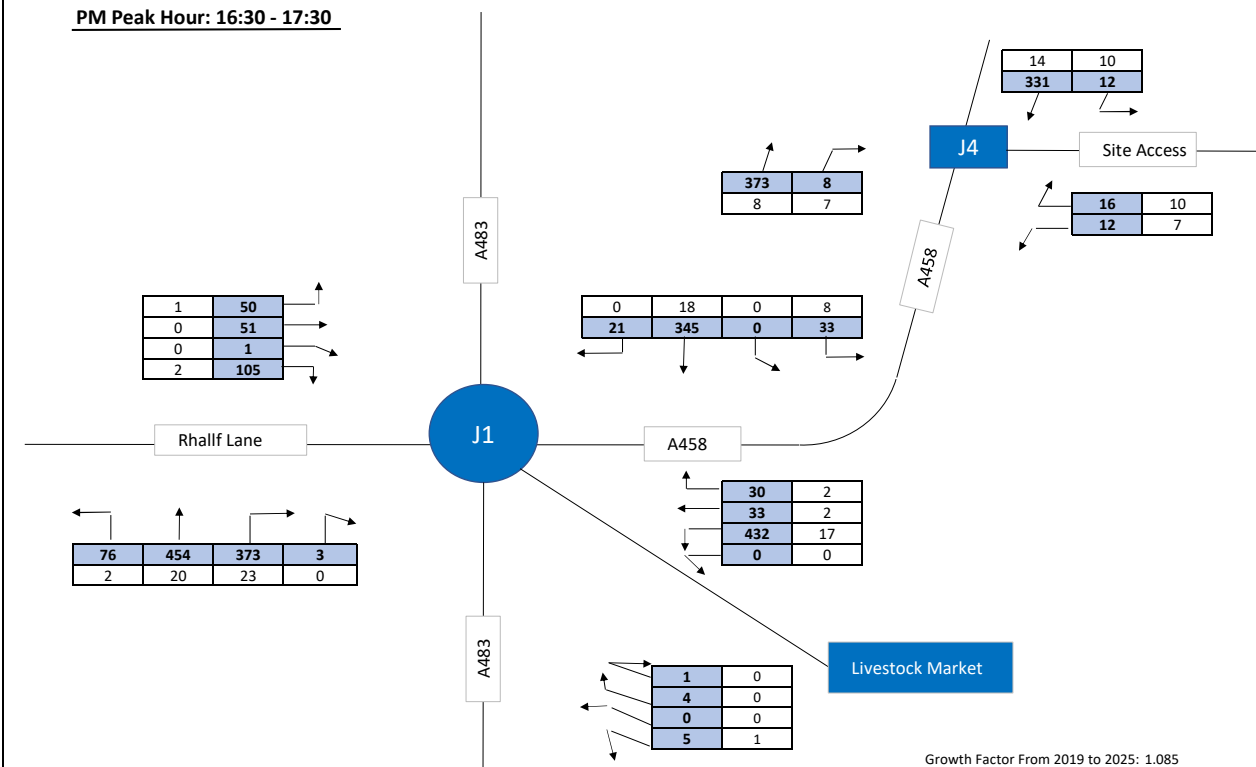 PM Peak Hour: 16:30 - 17:30
14 10
331 12
J4
Site Access
373 8
8 7
16 10
12 7
A483
A458
1 50
0 51
0 1
2 105
0 18 0 8
21 345 0 33
Rhallf Lane
J1
A458
30 2
33 2
432 17
0 0
76 454 373 3
2 20 23 0
A483
Livestock Market
1 0
4 0
0 0
5 1
Growth Factor From 2019 to 2025: 1.085